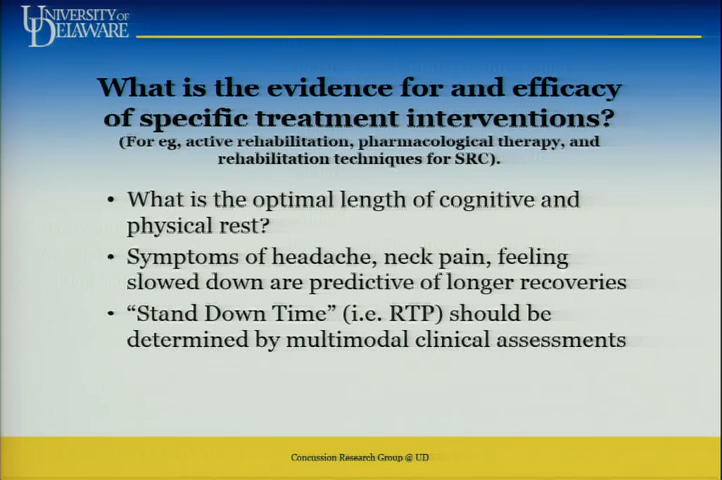 UNIVERSITY OF
DELAWARE
What is the evidence for and efficacy
of specific treatment interventions?
(For eg, active rehabilitation, pharmacological therapy, and
rehabilitation techniques for SRC).
• What is the optimal length of cognitive and
physical rest?
• Symptoms of headache, neck pain, feeling
slowed down are predictive of longer recoveries
• “Stand Down Time” (i.e. RTP) should be
determined by multimodal clinical assessments
Concussion Research Group @ UD